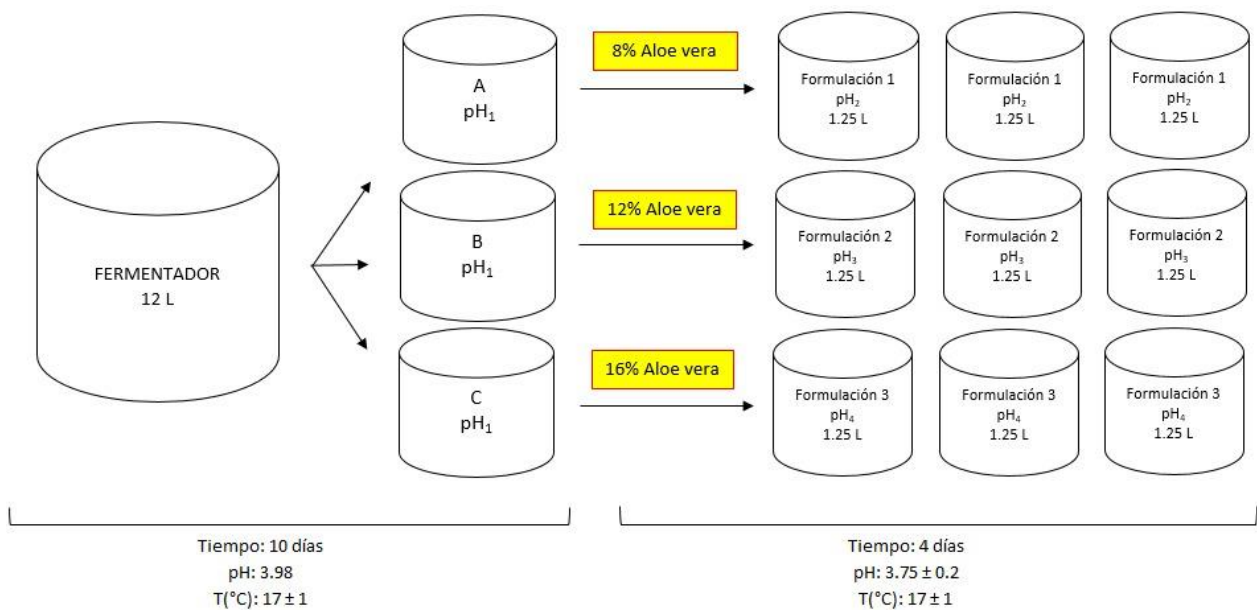 FERMENTADOR
12 L
A
pH₁
8% Aloe vera
Formulación 1
pH₂
1.25 L
Formulación 1
pH₂
1.25 L
Formulación 1
pH₂
1.25 L
B
pH₁
12% Aloe vera
Formulación 2
pH₃
1.25 L
Formulación 2
pH₃
1.25 L
Formulación 2
pH₃
1.25 L
C
pH₁
16% Aloe vera
Formulación 3
pH₄
1.25 L
Formulación 3
pH₄
1.25 L
Formulación 3
pH₄
1.25 L
Tiempo: 10 días
pH: 3.98
T(°C): 17 ± 1
Tiempo: 4 días
pH: 3.75 ± 0.2
T(°C): 17 ± 1